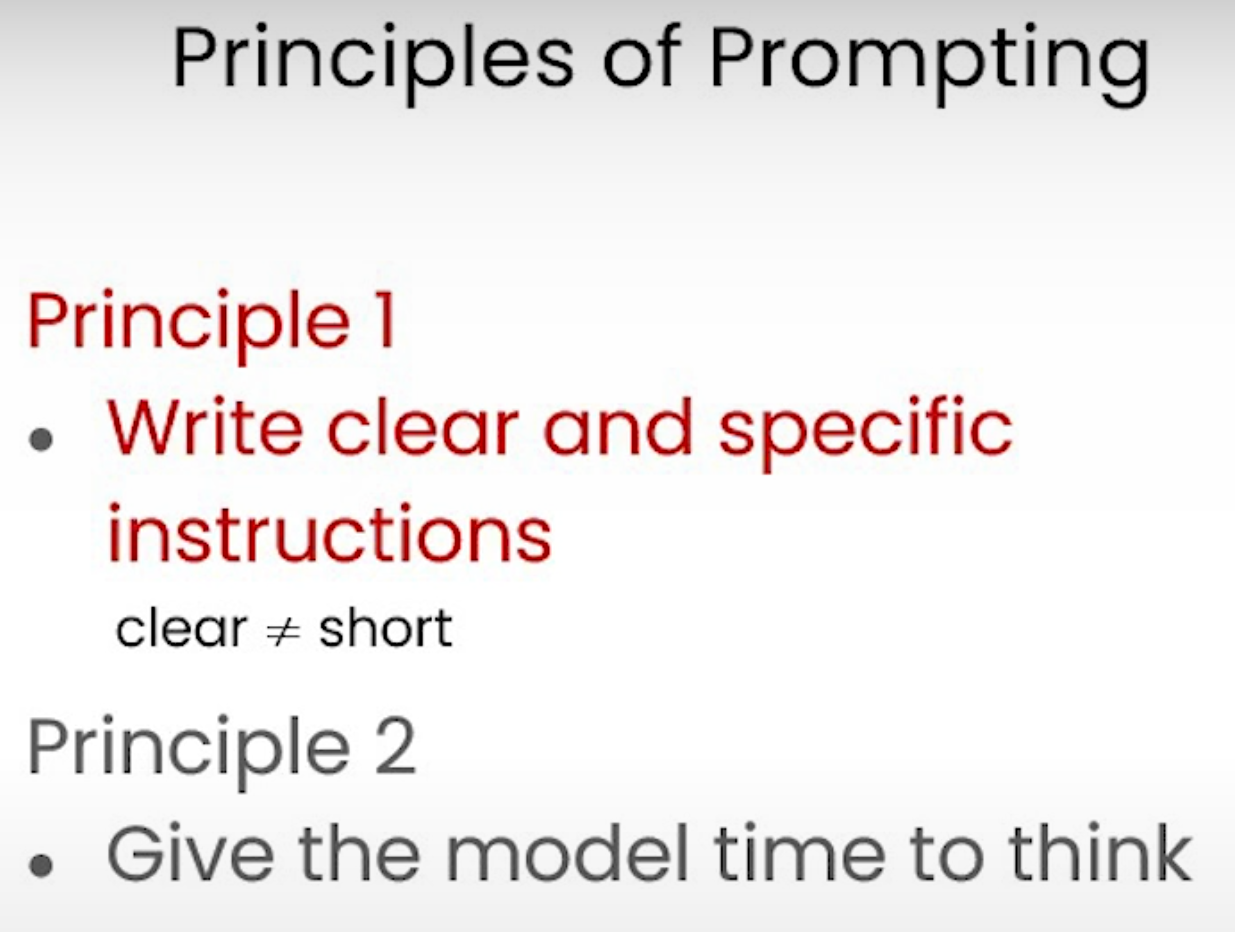 Principles of Prompting
Principle 1
• Write clear and specific
instructions
clear ≠ short
Principle 2
• Give the model time to think